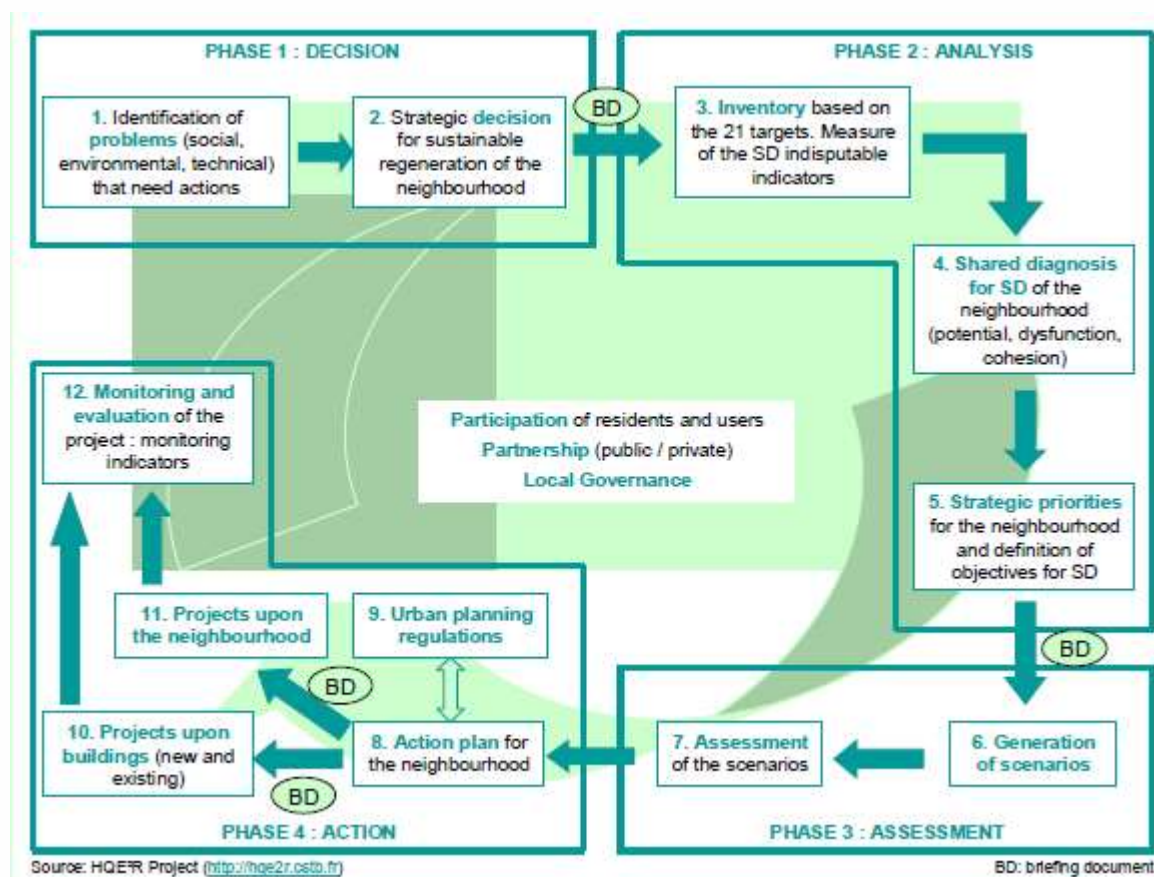 PHASE 1 : DECISION
1. Identification of
problems (social,
environmental, technical)
that need actions
2. Strategic decision
for sustainable
regeneration of the
neighbourhood
BD
PHASE 2 : ANALYSIS
3. Inventory based on
the 21 targets. Measure
of the SD indisputable
indicators
4. Shared diagnosis
for SD of the
neighbourhood
(potential, dysfunction,
cohesion)
5. Strategic priorities
for the neighbourhood
and definition of
objectives for SD
BD
Participation of residents and users
Partnership (public / private)
Local Governance
6. Generation
of scenarios
7. Assessment
of the scenarios
PHASE 3 : ASSESSMENT
8. Action plan for
the neighbourhood
9. Urban planning
regulations
BD
BD
10. Projects upon
buildings (new and
existing)
11. Projects upon
the neighbourhood
12. Monitoring and
evaluation of the
project : monitoring
indicators
PHASE 4 : ACTION
Source: HQE²R Project (http://hqe2r.cstb.fr)
BD: briefing document